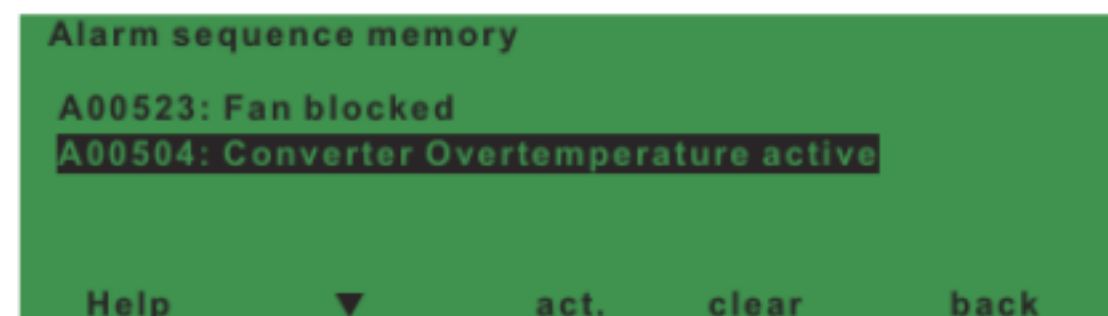 Alarm sequence memory
A00523: Fan blocked
A00504: Converter Overtemperature active
Help ▼ act. clear back